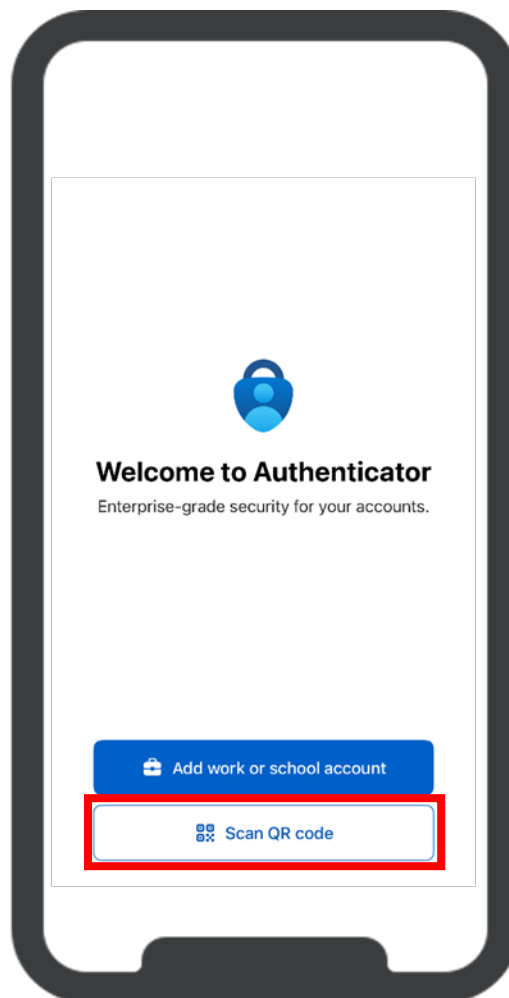 Welcome to Authenticator
Enterprise-grade security for your accounts.
Add work or school account
Scan QR code